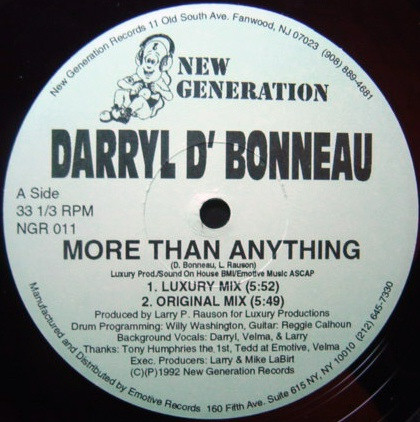 New Generation Records 11 Old South Ave. Fanwood, NJ 07023 (908) 889-4681
NEW
GENERATION
DARRYL D' BONNEAU
A Side
33 1/3 RPM
NGR 011
MORE THAN ANYTHING
(D. Bonneau, L. Rauson)
Luxury Prod./Sound On House BMI/Emotive Music ASCAP
1. LUXURY MIX (5:52)
2. ORIGINAL MIX (5:49)
Produced by Larry P. Rauson for Luxury Productions
Drum Programming: Willy Washington, Guitar: Reggie Calhoun
Background Vocals: Darryl, Velma, & Larry
Thanks: Tony Humphries the 1st, Tedd at Emotive, Velma
Exec. Producers: Larry & Mike LaBirt
(C)(P)1992 New Generation Records
Manufactured and Distributed by Emotive Records 160 Fifth Ave. Suite 615 NY, NY 10010 (212) 645-7330